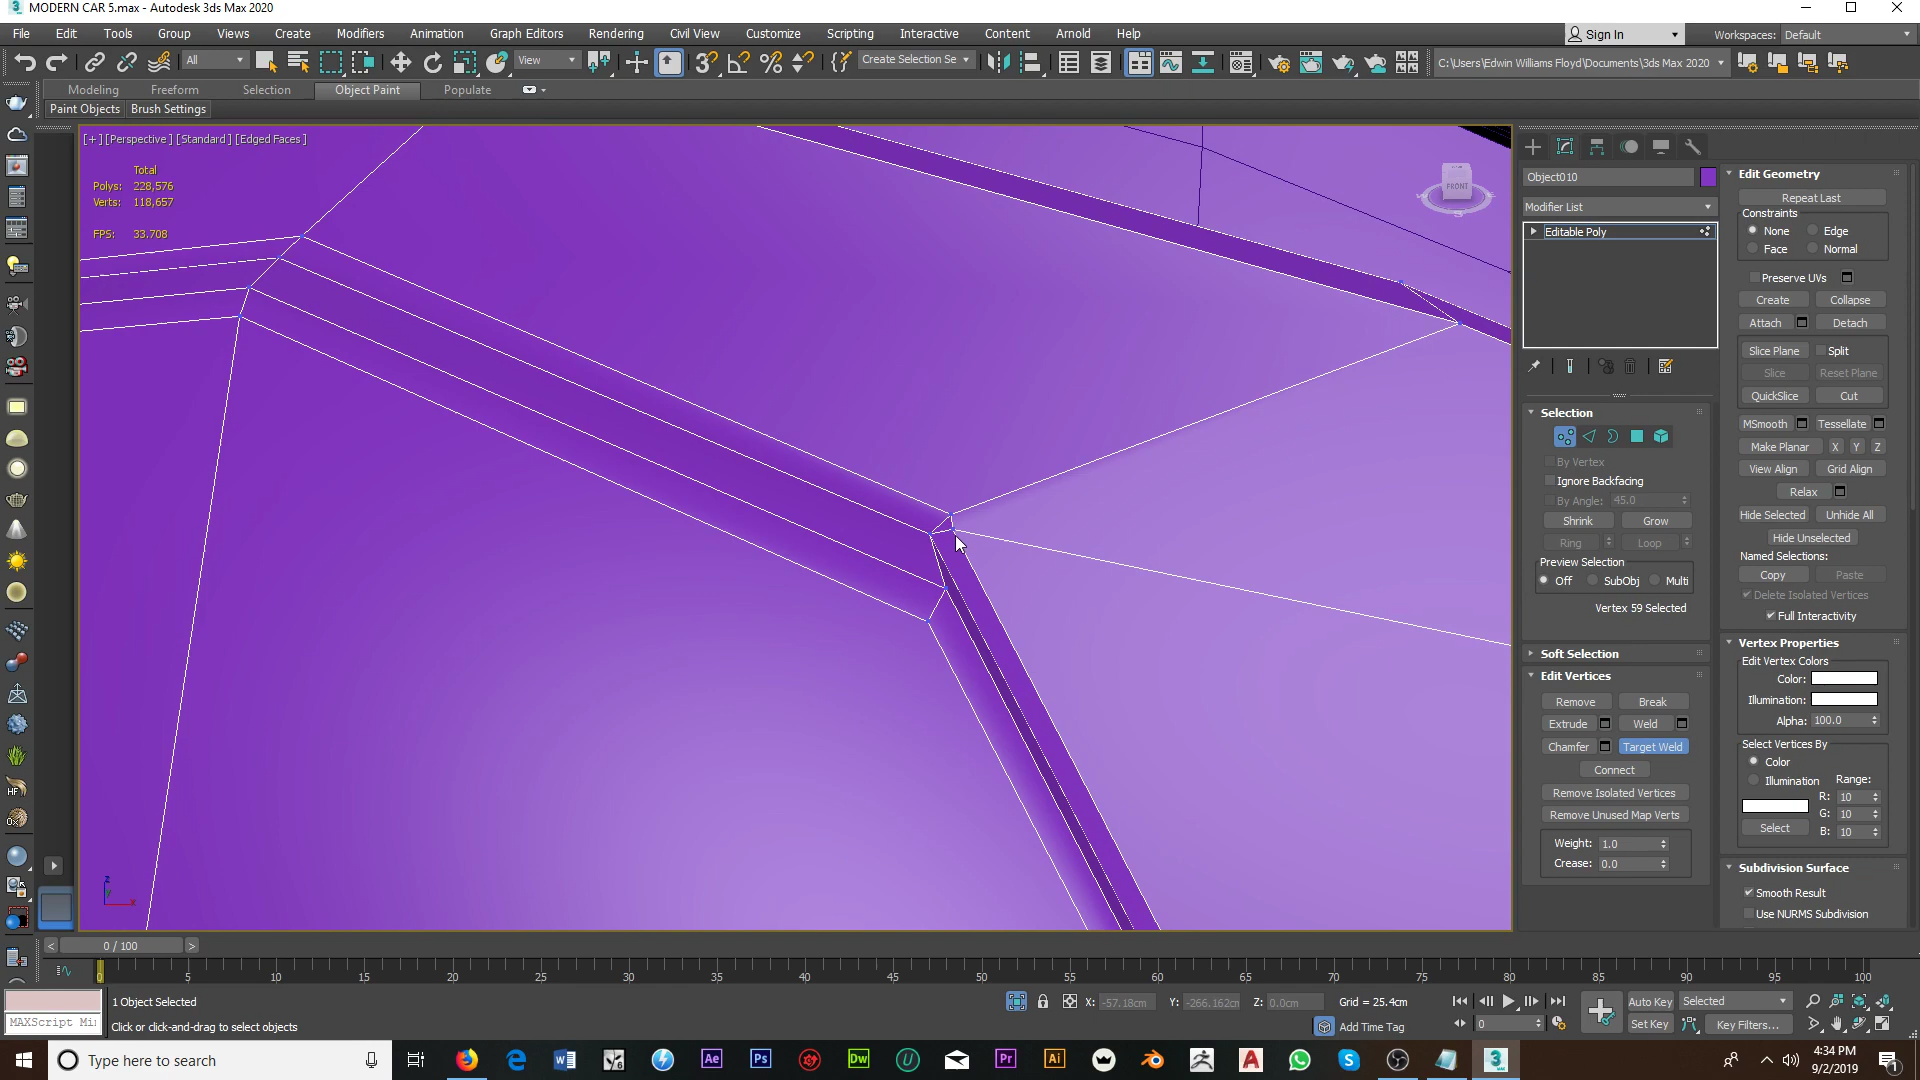 MODERN CAR 5.max - Autodesk 3ds Max 2020
File Edit Tools Group Views Create Modifiers Animation Graph Editors Rendering Civil View Customize Scripting Interactive Content Arnold Help
Sign In
Workspaces: Default
All
View
Create Selection Se
C:\Users\Edwin Williams Floyd\Documents\3ds Max 2020
Modeling Freeform Selection Object Paint Populate
Paint Objects Brush Settings
[+] [Perspective] [Standard] [Edged Faces]
Total
Polys: 228,576
Verts: 118,657
FPS: 33.708
FRONT
Object010
Modifier List
Editable Poly
Selection
By Vertex
Ignore Backfacing
By Angle: 45.0
Shrink Grow
Ring Loop
Preview Selection
Off SubObj Multi
Vertex 59 Selected
Soft Selection
Edit Vertices
Remove Break
Extrude Weld
Chamfer Target Weld
Connect
Remove Isolated Vertices
Remove Unused Map Verts
Weight: 1.0
Crease: 0.0
Edit Geometry
Repeat Last
Constraints
None Edge
Face Normal
Preserve UVs
Create Collapse
Attach Detach
Slice Plane Split
Slice Reset Plane
QuickSlice Cut
MSmooth Tessellate
Make Planar X Y Z
View Align Grid Align
Relax
Hide Selected Unhide All
Hide Unselected
Named Selections:
Copy Paste
Delete Isolated Vertices
Full Interactivity
Vertex Properties
Edit Vertex Colors
Color:
Illumination:
Alpha: 100.0
Select Vertices By
Color
Illumination Range:
R: 10
G: 10
B: 10
Select
Subdivision Surface
Smooth Result
Use NURMS Subdivision
z
x
0 / 100
0 5 10 15 20 25 30 35 40 45 50 55 60 65 70 75 80 85 90 95 100
1 Object Selected
X: -57.18cm Y: -266.162cm Z: 0.0cm Grid = 25.4cm
Auto Key Selected
MAXScript Mi
Click or click-and-drag to select objects
Add Time Tag
0
Set Key Key Filters...
Type here to search
4:34 PM
9/2/2019
1